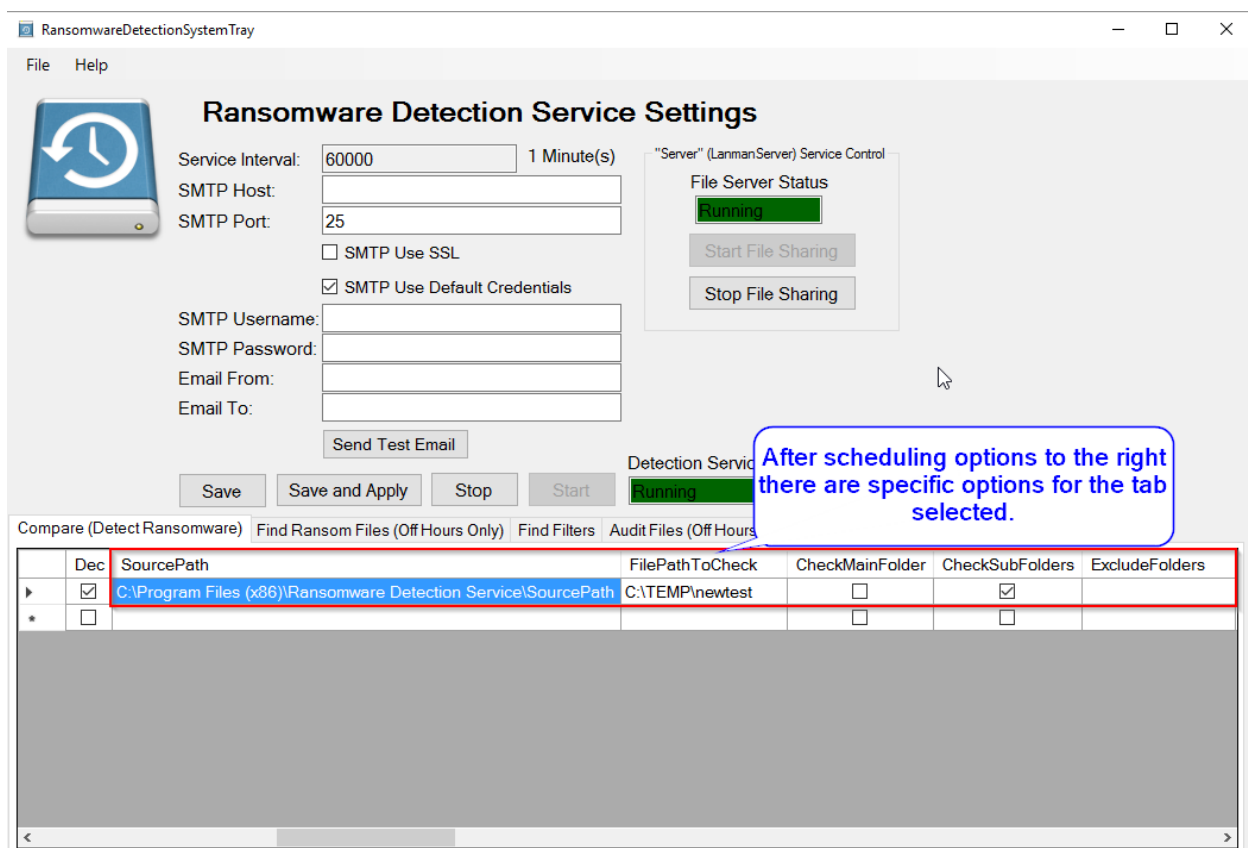 RansomwareDetectionSystemTray
File Help
Ransomware Detection Service Settings
Service Interval: 60000 1 Minute(s)
SMTP Host:
SMTP Port: 25
SMTP Use SSL
SMTP Use Default Credentials
SMTP Username:
SMTP Password:
Email From:
Email To:
Send Test Email
"Server" (LanmanServer) Service Control
File Server Status
Running
Start File Sharing
Stop File Sharing
Detection Servic
Save Save and Apply Stop Start Running
After scheduling options to the right
there are specific options for the tab
selected.
Compare (Detect Ransomware) Find Ransom Files (Off Hours Only) Find Filters Audit Files (Off Hours
Dec SourcePath FilePathToCheck CheckMainFolder CheckSubFolders ExcludeFolders
C:\Program Files (x86)\Ransomware Detection Service\SourcePath C:\TEMP\newtest